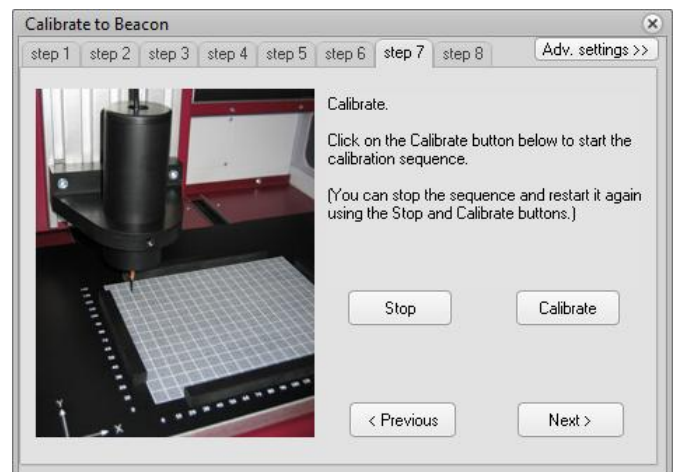 Calibrate to Beacon
step 1 step 2 step 3 step 4 step 5 step 6 step 7 step 8 Adv. settings >>
Calibrate.
Click on the Calibrate button below to start the
calibration sequence.
(You can stop the sequence and restart it again
using the Stop and Calibrate buttons.)
Stop Calibrate
< Previous Next >
Y
X